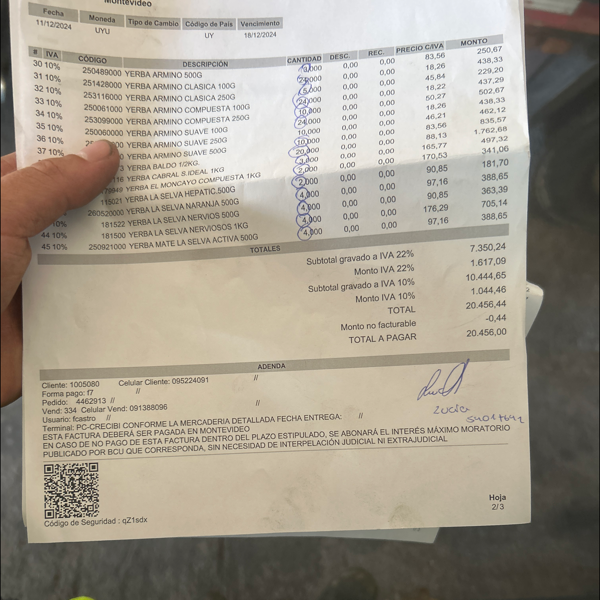 Montevideo
Fecha Moneda Tipo de Cambio Código de País Vencimiento
11/12/2024 UYU UY 18/12/2024
# IVA CÓDIGO DESCRIPCIÓN CANTIDAD DESC. REC. PRECIO C/IVA MONTO
30 10% 250489000 YERBA ARMINO 500G 0,00 0,00 83,56 250,67
31 10% 251428000 YERBA ARMINO CLASICA 100G 0,00 0,00 18,26 438,33
32 10% 253116000 YERBA ARMINO CLASICA 250G 0,00 0,00 45,84 229,20
33 10% 250061000 YERBA ARMINO COMPUESTA 100G 24,000 0,00 0,00 18,22 437,29
34 10% 253099000 YERBA ARMINO COMPUESTA 250G 10,000 0,00 0,00 50,27 502,67
35 10% 250060000 YERBA ARMINO SUAVE 100G 24,000 0,00 0,00 18,26 438,33
36 10% YERBA ARMINO SUAVE 250G 10,000 0,00 0,00 46,21 462,12
37 10% YERBA ARMINO SUAVE 500G 10,000 0,00 0,00 83,56 835,57
YERBA BALDO 1/2KG. 20,000 0,00 0,00 88,13 1.762,68
YERBA CABRAL S.IDEAL 1KG 3,000 0,00 0,00 165,77 497,32
YERBA EL MONCAYO COMPUESTA 1KG 2,000 0,00 0,00 170,53 341,06
115021 YERBA LA SELVA HEPATIC.500G 2,000 0,00 0,00 90,85 181,70
260520000 YERBA LA SELVA NARANJA 500G 4,000 0,00 0,00 97,16 388,65
10% 181522 YERBA LA SELVA NERVIOS 500G 4,000 0,00 0,00 90,85 363,39
44 10% 181500 YERBA LA SELVA NERVIOSOS 1KG 4,000 0,00 0,00 176,29 705,14
45 10% 250921000 YERBA MATE LA SELVA ACTIVA 500G 4,000 0,00 0,00 97,16 388,65
TOTALES
Subtotal gravado a IVA 22% 7.350,24
Monto IVA 22% 1.617,09
Subtotal gravado a IVA 10% 10.444,65
Monto IVA 10% 1.044,46
TOTAL 20.456,44
Monto no facturable -0,44
TOTAL A PAGAR 20.456,00
ADENDA
Cliente: 1005080 Celular Cliente: 095224091 //
Forma pago: f7 //
Pedido: 4462913 // //
Vend: 334 Celular Vend: 091388096
Usuario: fcastro //
Terminal: PC-CRECIBI CONFORME LA MERCADERIA DETALLADA FECHA ENTREGA: //
ESTA FACTURA DEBERÁ SER PAGADA EN MONTEVIDEO
EN CASO DE NO PAGO DE ESTA FACTURA DENTRO DEL PLAZO ESTIPULADO, SE ABONARÁ EL INTERÉS MÁXIMO MORATORIO
PUBLICADO POR BCU QUE CORRESPONDA, SIN NECESIDAD DE INTERPELACIÓN JUDICIAL NI EXTRAJUDICIAL
Lucia
Código de Seguridad : qZ1sdx
Hoja
2/3